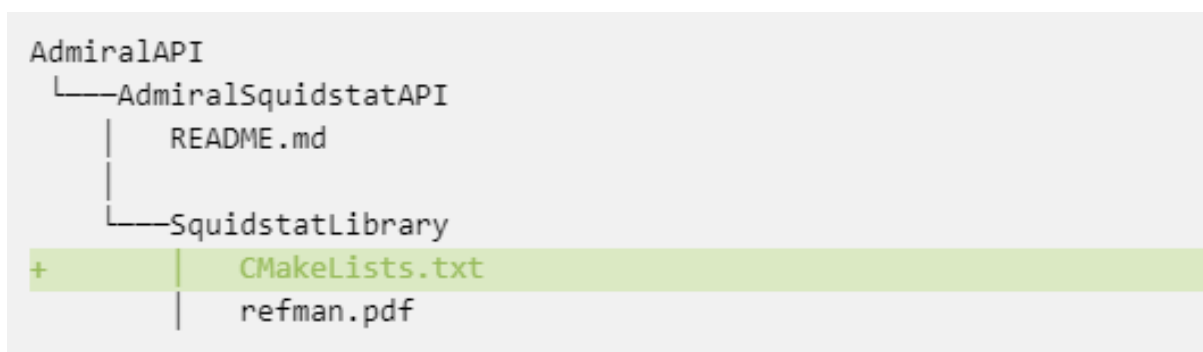 AdmiralAPI
└───AdmiralSquidstatAPI
    │   README.md
    │
    └───SquidstatLibrary
+       │   CMakeLists.txt
        │   refman.pdf